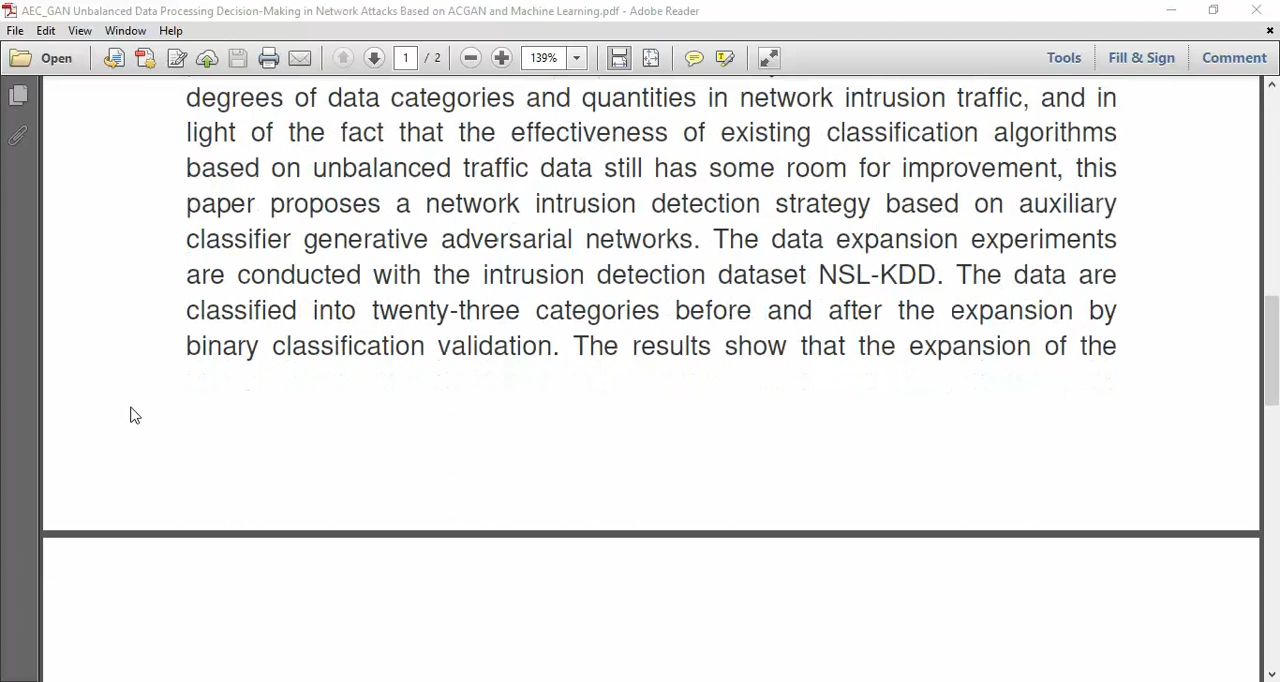 AEC_GAN Unbalanced Data Processing Decision-Making in Network Attacks Based on ACGAN and Machine Learning.pdf - Adobe Reader
File Edit View Window Help
Open 1 / 2 139% Tools Fill & Sign Comment
degrees of data categories and quantities in network intrusion traffic, and in
light of the fact that the effectiveness of existing classification algorithms
based on unbalanced traffic data still has some room for improvement, this
paper proposes a network intrusion detection strategy based on auxiliary
classifier generative adversarial networks. The data expansion experiments
are conducted with the intrusion detection dataset NSL-KDD. The data are
classified into twenty-three categories before and after the expansion by
binary classification validation. The results show that the expansion of the